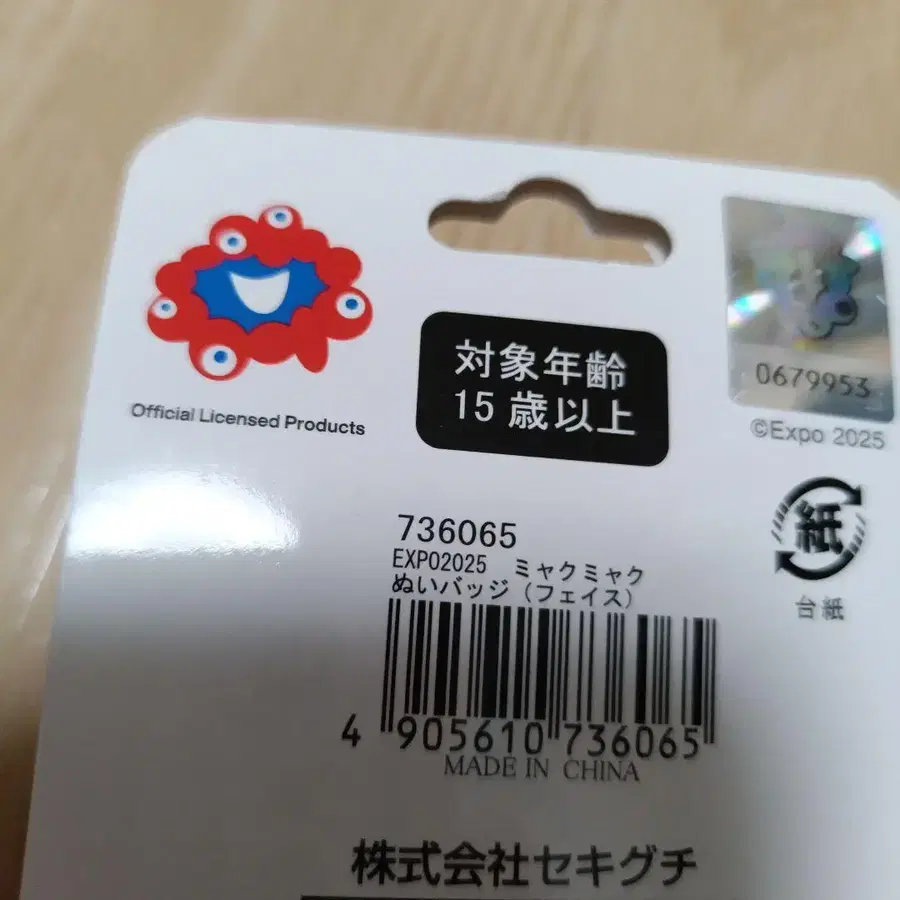 Official Licensed Products
対象年齢
15歳以上
0679953
©Expo 2025
紙
台紙
736065
EXPO2025 ミャクミャク
ぬいバッジ（フェイス）
4 905610 736065
MADE IN CHINA
株式会社セキグチ